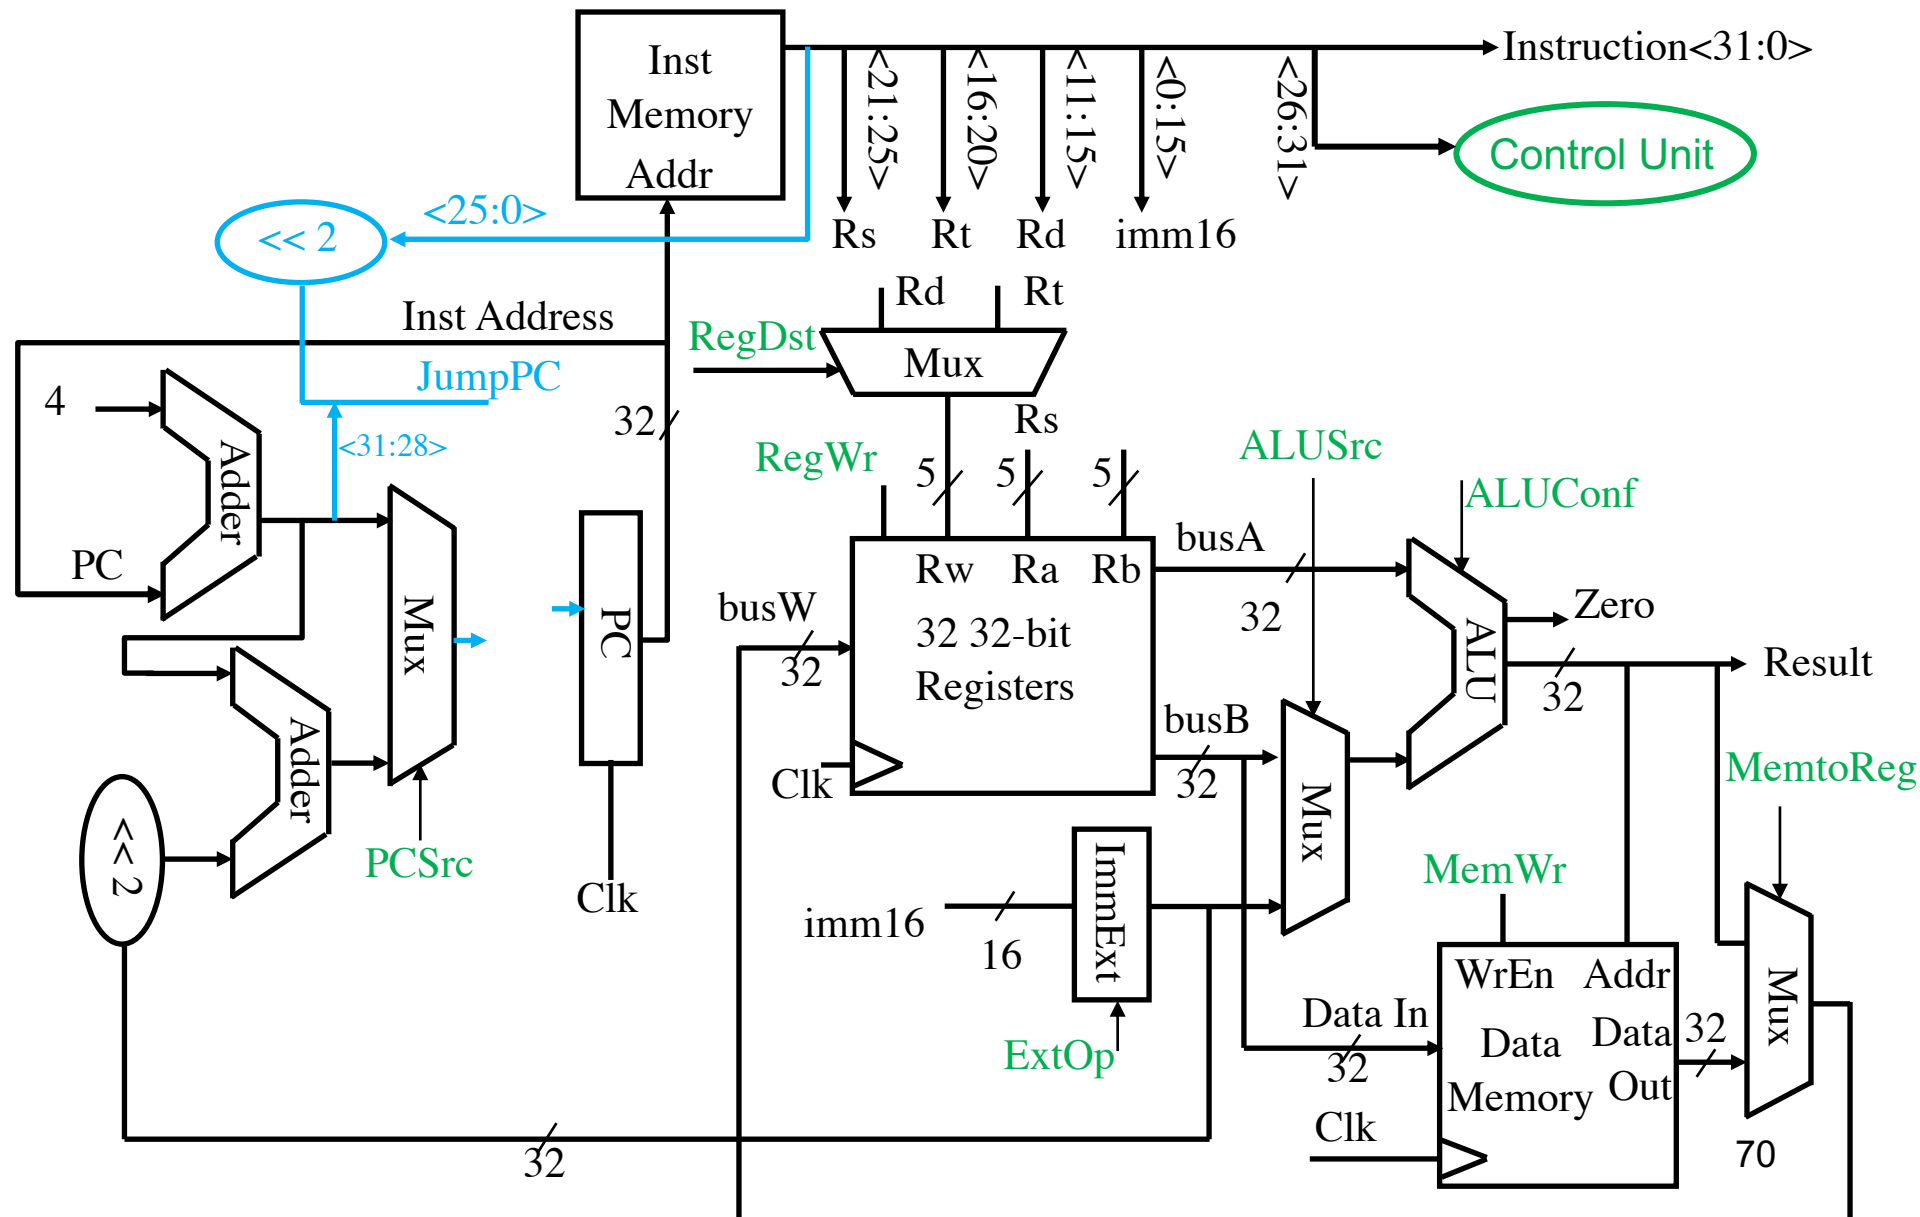 Inst
Memory
Addr
Instruction<31:0>
<21:25>
<16:20>
<11:15>
<0:15>
<26:31>
Control Unit
<25:0>
<< 2
Rs
Rt
Rd
imm16
Rd
Rt
Inst Address
RegDst
Mux
JumpPC
4
32
Rs
<31:28>
Adder
RegWr
5
5
5
ALUSrc
ALUConf
PC
Mux
PC
busW
32
Rw
Ra
Rb
32 32-bit
Registers
Clk
busA
32
ALU
Zero
32
Result
busB
32
Mux
MemtoReg
Adder
<< 2
PCSrc
Clk
imm16
16
ImmExt
ExtOp
MemWr
WrEn
Addr
Data In
32
Data
Memory
Data
Out
32
Mux
Clk
32
70